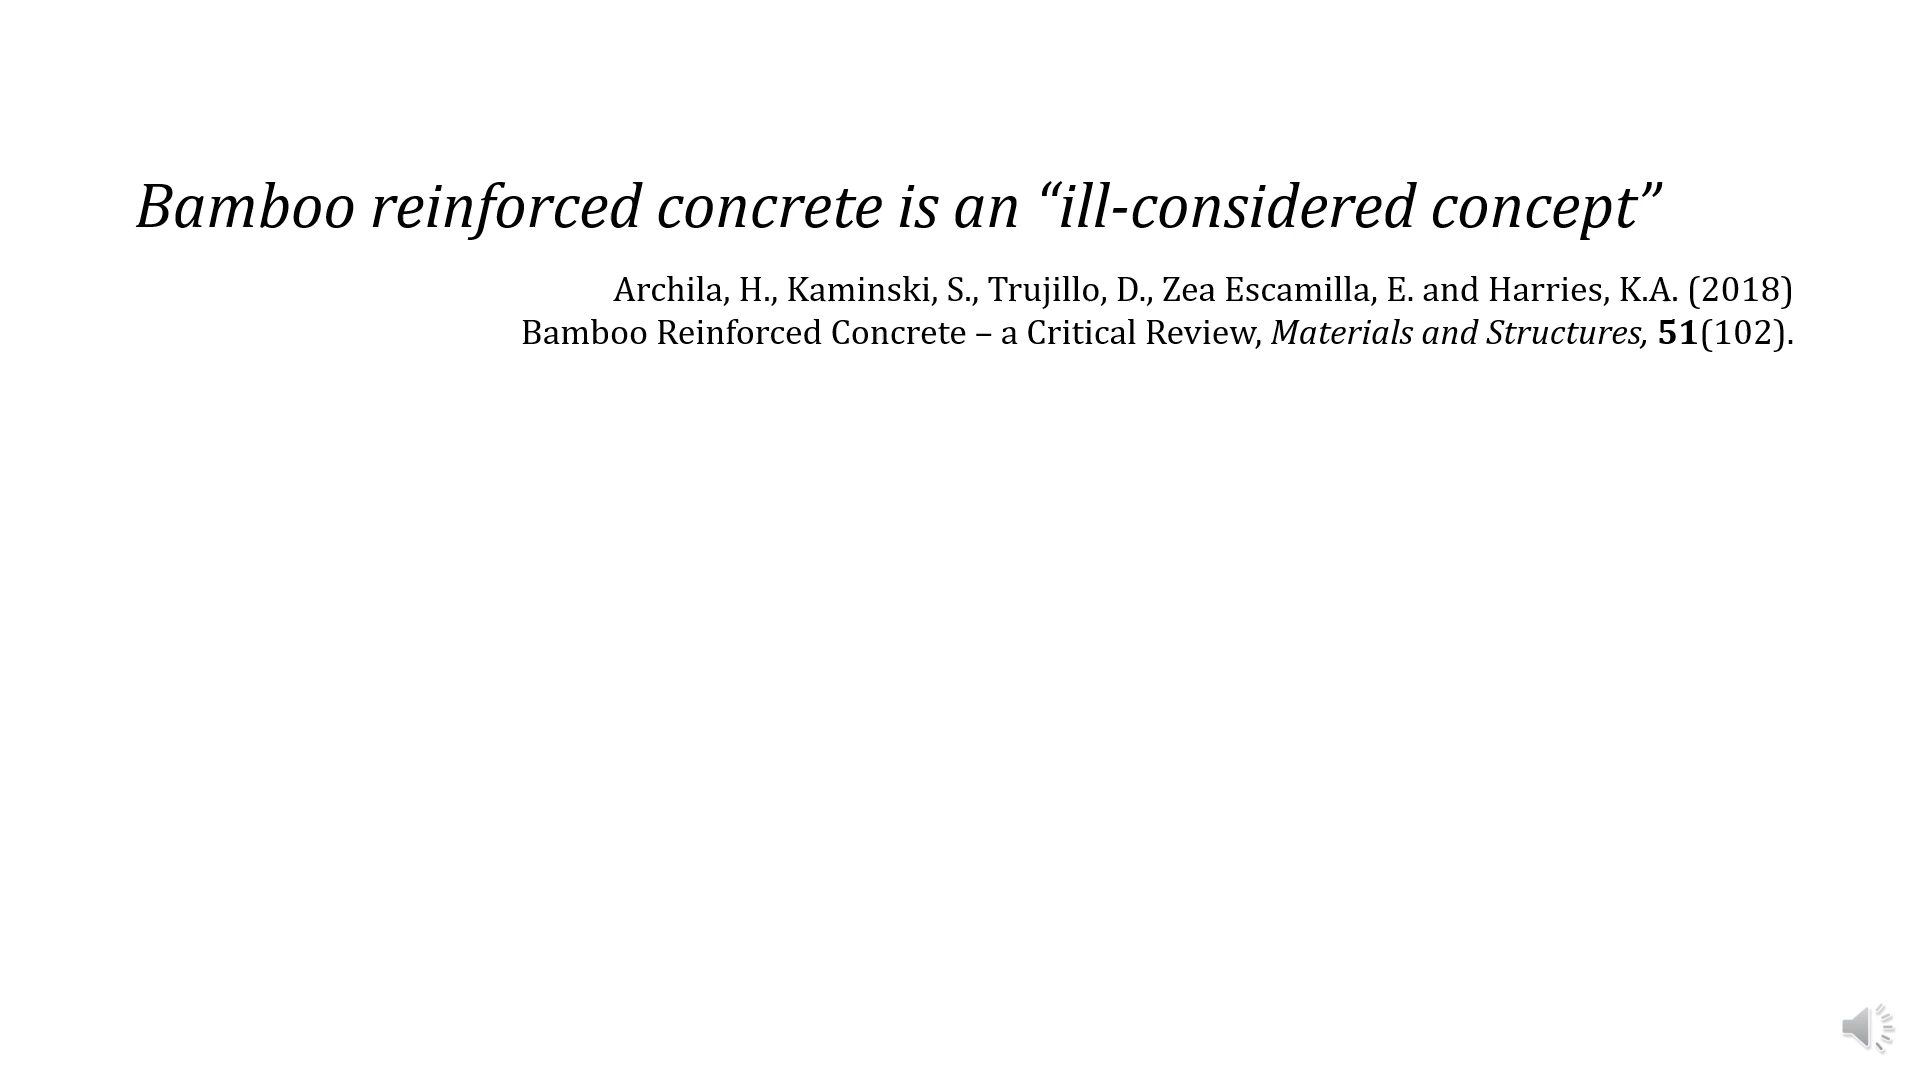 Bamboo reinforced concrete is an “ill-considered concept”
Archila, H., Kaminski, S., Trujillo, D., Zea Escamilla, E. and Harries, K.A. (2018)
Bamboo Reinforced Concrete – a Critical Review, Materials and Structures, 51(102).